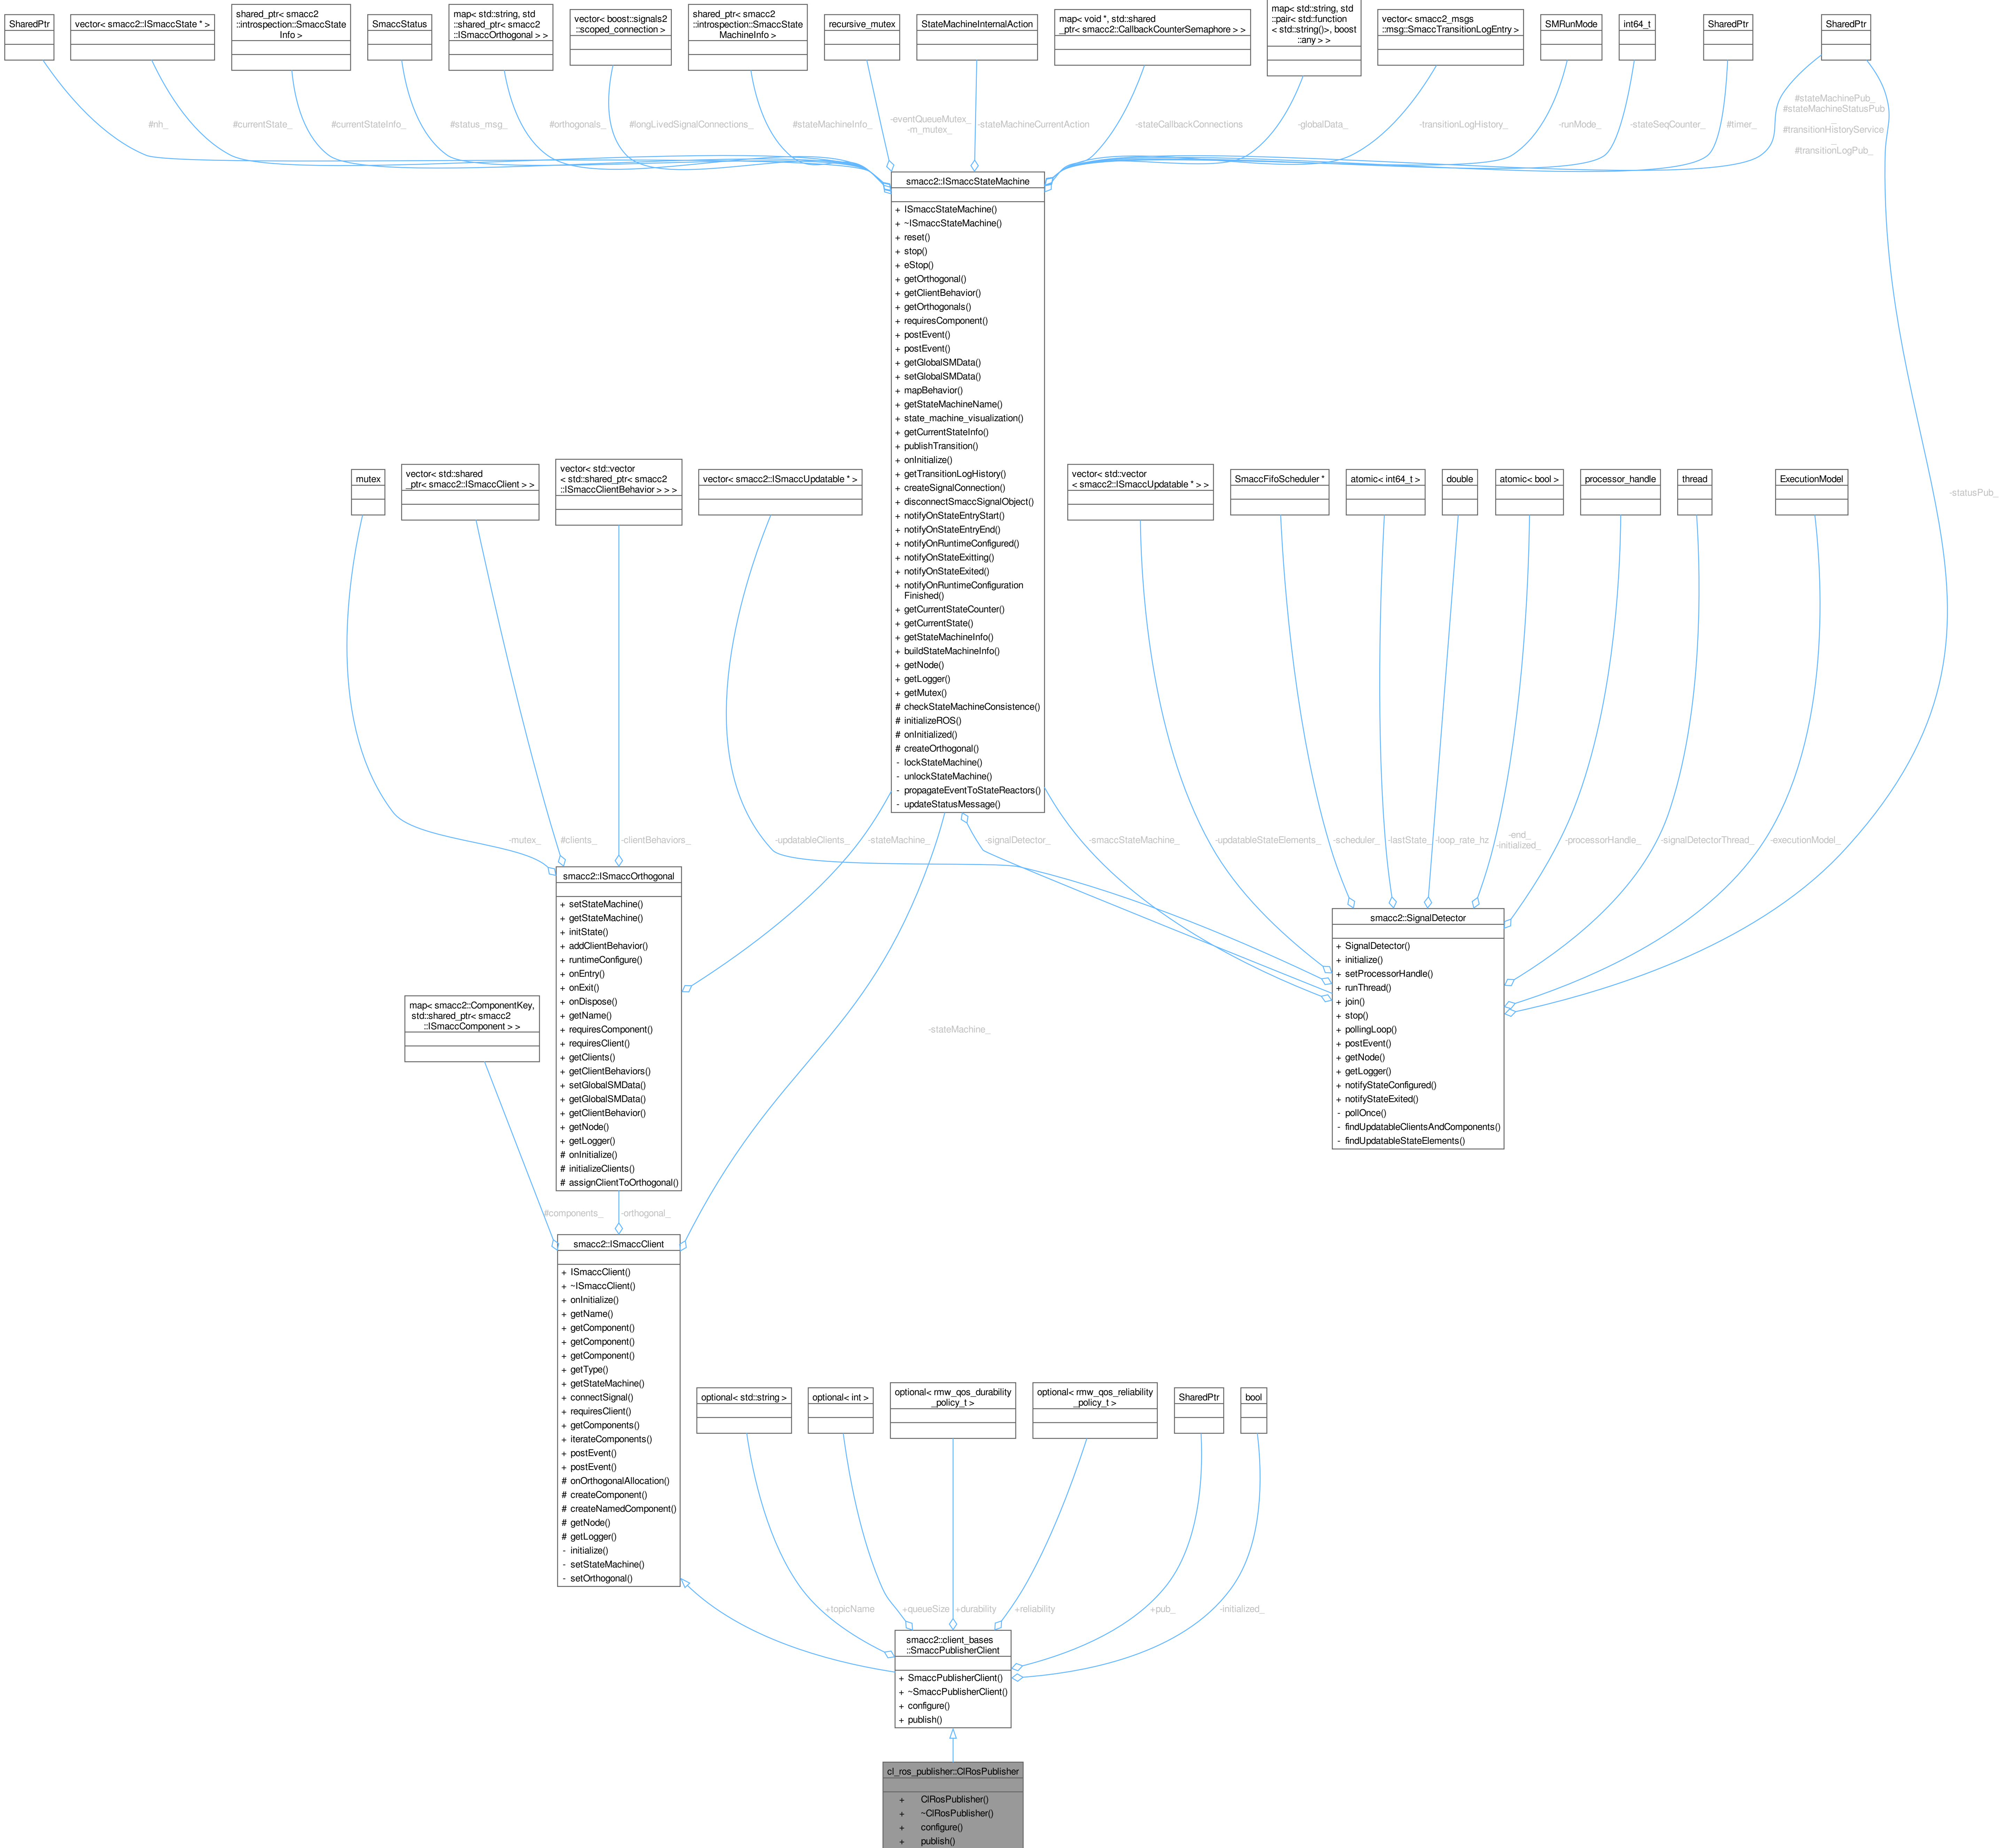 SharedPtr
vector< smacc2::ISmaccState * >
shared_ptr< smacc2
::introspection::SmaccState
Info >
SmaccStatus
map< std::string, std
::shared_ptr< smacc2
::ISmaccOrthogonal > >
vector< boost::signals2
::scoped_connection >
shared_ptr< smacc2
::introspection::SmaccState
MachineInfo >
recursive_mutex
StateMachineInternalAction
map< void *, std::shared
_ptr< smacc2::CallbackCounterSemaphore > >
map< std::string, std
::pair< std::function
< std::string()>, boost
::any > >
vector< smacc2_msgs
::msg::SmaccTransitionLogEntry >
SMRunMode
int64_t
SharedPtr
SharedPtr
#nh_
#currentState_
#currentStateInfo_
#status_msg_
#orthogonals_
#longLivedSignalConnections_
#stateMachineInfo_
-eventQueueMutex_
-m_mutex_
-stateMachineCurrentAction
-stateCallbackConnections
-globalData_
-transitionLogHistory_
-runMode_
-stateSeqCounter_
#timer_
#stateMachinePub_
#stateMachineStatusPub
_
#transitionHistoryService
_
#transitionLogPub_
smacc2::ISmaccStateMachine
+ ISmaccStateMachine()
+ ~ISmaccStateMachine()
+ reset()
+ stop()
+ eStop()
+ getOrthogonal()
+ getClientBehavior()
+ getOrthogonals()
+ requiresComponent()
+ postEvent()
+ postEvent()
+ getGlobalSMData()
+ setGlobalSMData()
+ mapBehavior()
+ getStateMachineName()
+ state_machine_visualization()
+ getCurrentStateInfo()
+ publishTransition()
+ onInitialize()
+ getTransitionLogHistory()
+ createSignalConnection()
+ disconnectSmaccSignalObject()
+ notifyOnStateEntryStart()
+ notifyOnStateEntryEnd()
+ notifyOnRuntimeConfigured()
+ notifyOnStateExitting()
+ notifyOnStateExited()
+ notifyOnRuntimeConfiguration
Finished()
+ getCurrentStateCounter()
+ getCurrentState()
+ getStateMachineInfo()
+ buildStateMachineInfo()
+ getNode()
+ getLogger()
+ getMutex()
# checkStateMachineConsistence()
# initializeROS()
# onInitialized()
# createOrthogonal()
- lockStateMachine()
- unlockStateMachine()
- propagateEventToStateReactors()
- updateStatusMessage()
mutex
vector< std::shared
_ptr< smacc2::ISmaccClient > >
vector< std::vector
< std::shared_ptr< smacc2
::ISmaccClientBehavior > > >
vector< smacc2::ISmaccUpdatable * >
vector< std::vector
< smacc2::ISmaccUpdatable * > >
SmaccFifoScheduler *
atomic< int64_t >
double
atomic< bool >
processor_handle
thread
ExecutionModel
-statusPub_
-mutex_
#clients_
-clientBehaviors_
-updatableClients_
-stateMachine_
-signalDetector_
-smaccStateMachine_
-updatableStateElements_
-scheduler_
-lastState_
-loop_rate_hz
-end_
-initialized_
-processorHandle_
-signalDetectorThread_
-executionModel_
smacc2::ISmaccOrthogonal
+ setStateMachine()
+ getStateMachine()
+ initState()
+ addClientBehavior()
+ runtimeConfigure()
+ onEntry()
+ onExit()
+ onDispose()
+ getName()
+ requiresComponent()
+ requiresClient()
+ getClients()
+ getClientBehaviors()
+ setGlobalSMData()
+ getGlobalSMData()
+ getClientBehavior()
+ getNode()
+ getLogger()
# onInitialize()
# initializeClients()
# assignClientToOrthogonal()
smacc2::SignalDetector
+ SignalDetector()
+ initialize()
+ setProcessorHandle()
+ runThread()
+ join()
+ stop()
+ pollingLoop()
+ postEvent()
+ getNode()
+ getLogger()
+ notifyStateConfigured()
+ notifyStateExited()
- pollOnce()
- findUpdatableClientsAndComponents()
- findUpdatableStateElements()
map< smacc2::ComponentKey,
std::shared_ptr< smacc2
::ISmaccComponent > >
-stateMachine_
#components_
-orthogonal_
smacc2::ISmaccClient
+ ISmaccClient()
+ ~ISmaccClient()
+ onInitialize()
+ getName()
+ getComponent()
+ getComponent()
+ getComponent()
+ getType()
+ getStateMachine()
+ connectSignal()
+ requiresClient()
+ getComponents()
+ iterateComponents()
+ postEvent()
+ postEvent()
# onOrthogonalAllocation()
# createComponent()
# createNamedComponent()
# getNode()
# getLogger()
- initialize()
- setStateMachine()
- setOrthogonal()
optional< std::string >
optional< int >
optional< rmw_qos_durability
_policy_t >
optional< rmw_qos_reliability
_policy_t >
SharedPtr
bool
+topicName
+queueSize
+durability
+reliability
+pub_
-initialized_
smacc2::client_bases
::SmaccPublisherClient
+ SmaccPublisherClient()
+ ~SmaccPublisherClient()
+ configure()
+ publish()
cl_ros_publisher::ClRosPublisher
+ ClRosPublisher()
+ ~ClRosPublisher()
+ configure()
+ publish()